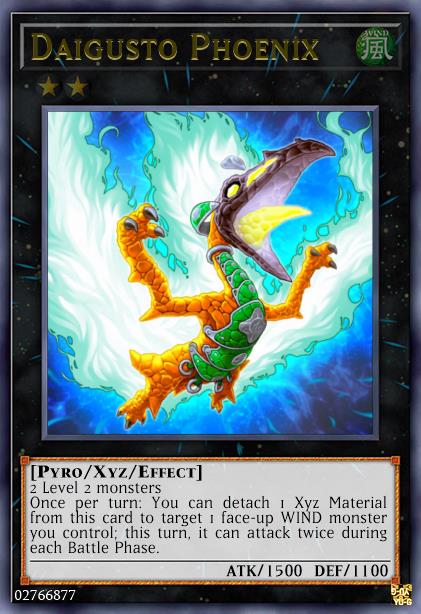 Daigusto Phoenix
WIND
風
[Pyro/Xyz/Effect]
2 Level 2 monsters
Once per turn: You can detach 1 Xyz Material
from this card to target 1 face-up WIND monster
you control; this turn, it can attack twice during
each Battle Phase.
ATK/1500 DEF/1100
02766877